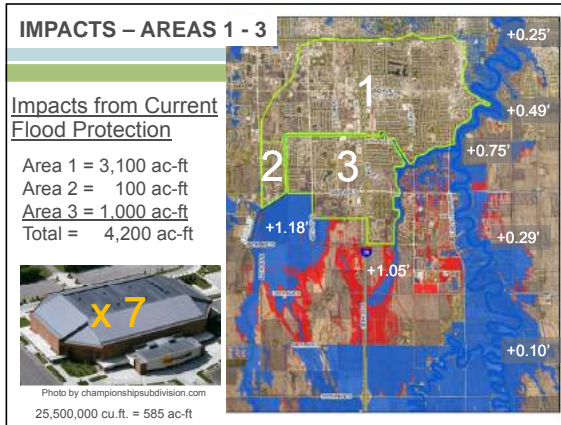 IMPACTS – AREAS 1 - 3
Impacts from Current
Flood Protection
Area 1 = 3,100 ac-ft
Area 2 = 100 ac-ft
Area 3 = 1,000 ac-ft
Total = 4,200 ac-ft
x 7
Photo by championshipsubdivision.com
25,500,000 cu.ft. = 585 ac-ft
+0.25'
1
+0.49'
+0.75'
2
3
+1.18'
+0.29'
+1.05'
+0.10'